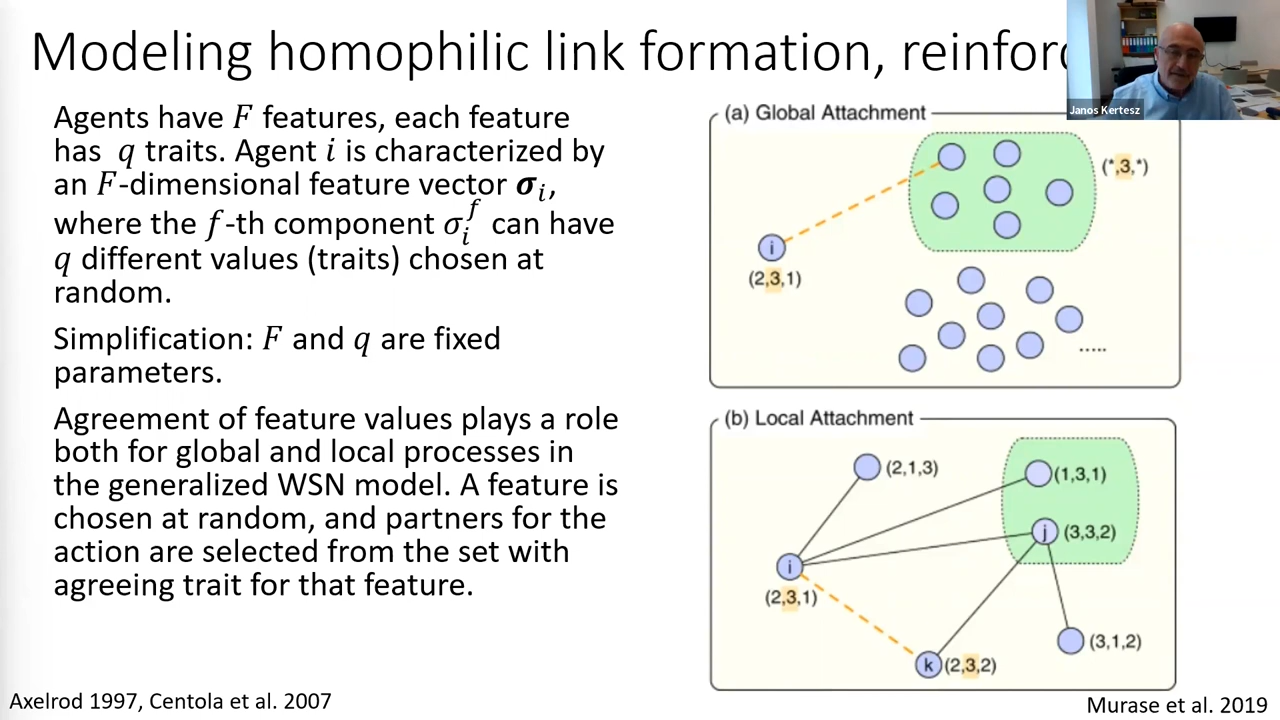 Modeling homophilic link formation, reinforc
Janos Kertesz
Agents have F features, each feature
has q traits. Agent i is characterized by
an F-dimensional feature vector σᵢ,
where the f-th component σᵢᶠ can have
q different values (traits) chosen at
random.
Simplification: F and q are fixed
parameters.
Agreement of feature values plays a role
both for global and local processes in
the generalized WSN model. A feature is
chosen at random, and partners for the
action are selected from the set with
agreeing trait for that feature.
(a) Global Attachment
(*,3,*)
i
(2,3,1)
.....
(b) Local Attachment
(2,1,3)
(1,3,1)
j (3,3,2)
i
(2,3,1)
(3,1,2)
k (2,3,2)
Axelrod 1997, Centola et al. 2007
Murase et al. 2019